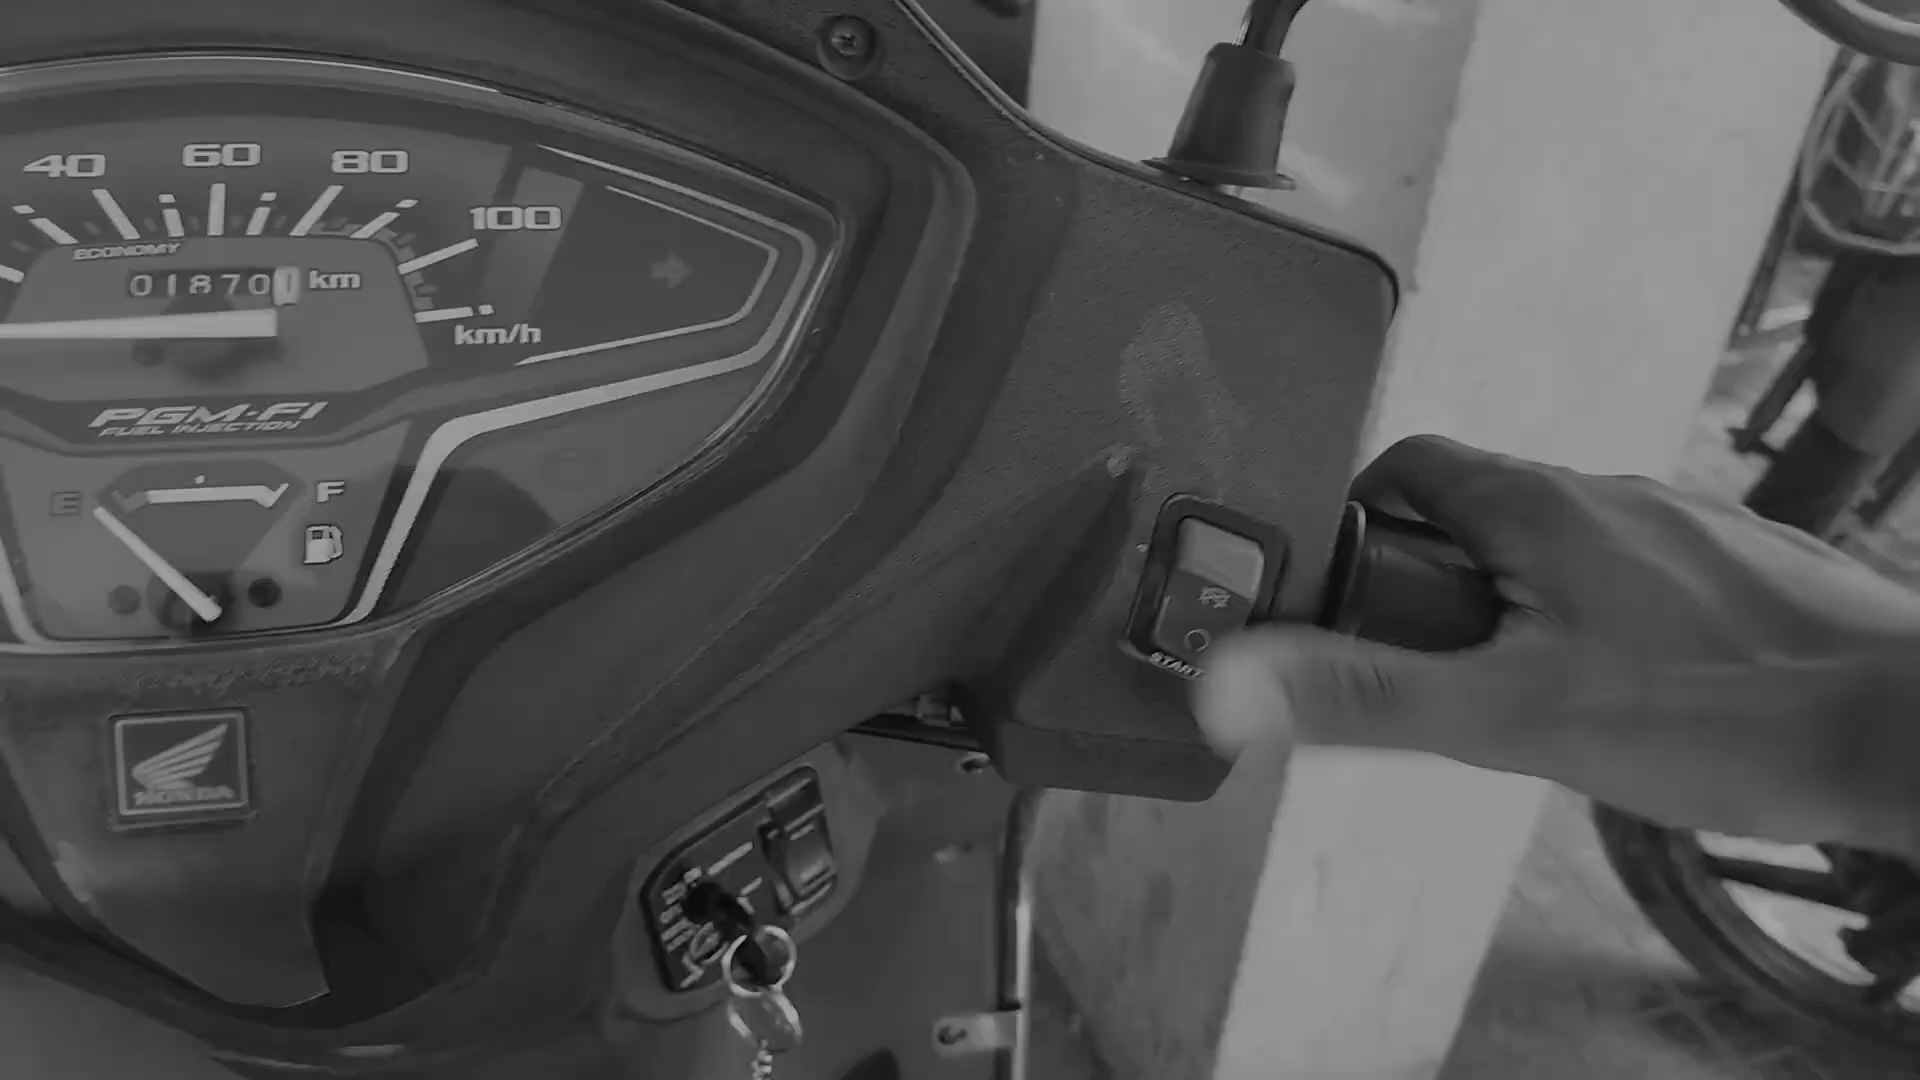 40 60 80 100
ECONOMY
01870 km
km/h
PGM-FI
FUEL INJECTION
E F
HONDA
START